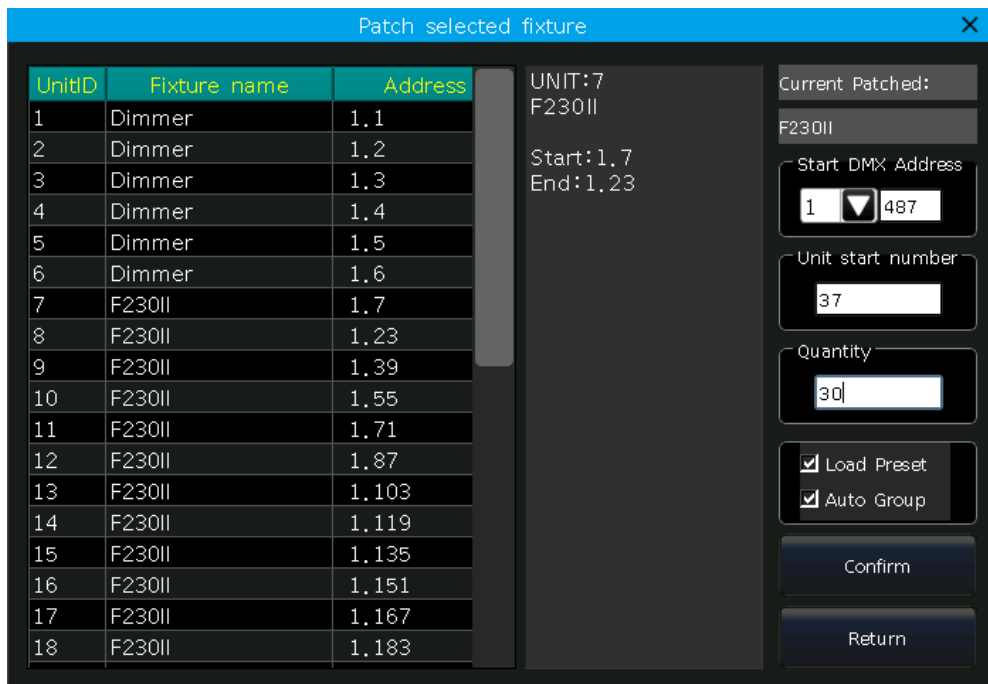 Patch selected fixture
UnitID Fixture name Address
1 Dimmer 1.1
2 Dimmer 1.2
3 Dimmer 1.3
4 Dimmer 1.4
5 Dimmer 1.5
6 Dimmer 1.6
7 F230II 1.7
8 F230II 1.23
9 F230II 1.39
10 F230II 1.55
11 F230II 1.71
12 F230II 1.87
13 F230II 1.103
14 F230II 1.119
15 F230II 1.135
16 F230II 1.151
17 F230II 1.167
18 F230II 1.183
UNIT:7
F230II
Start:1.7
End:1.23
Current Patched:
F230II
Start DMX Address
1 487
Unit start number
37
Quantity
30
Load Preset
Auto Group
Confirm
Return